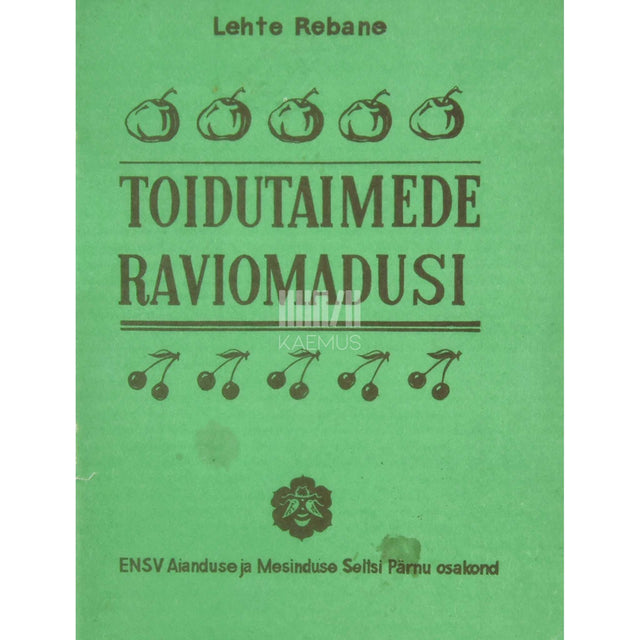 Lehte Rebane
TOIDUTAIMEDE
RAVIOMADUSI
KAEMUS
ENSV Aianduse ja Mesinduse Seltsi Pärnu osakond